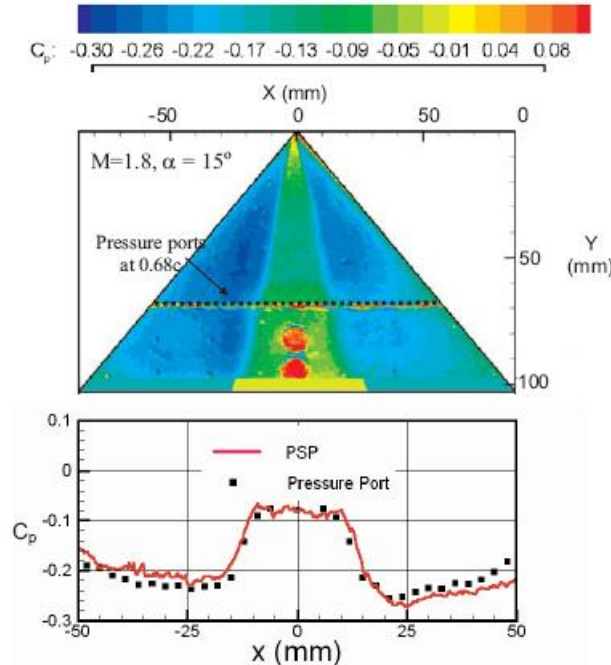 Cp: -0.30 -0.26 -0.22 -0.17 -0.13 -0.09 -0.05 -0.01 0.04 0.08
X (mm)
-50 0 50 0
M=1.8, α = 15º
Pressure ports
at 0.68c
50
Y
(mm)
100
0.1
PSP
0
Pressure Port
-0.1
Cp
-0.2
-0.3
-50 -25 0 25 50
x (mm)